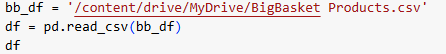 bb_df = '/content/drive/MyDrive/BigBasket Products.csv'
df = pd.read_csv(bb_df)
df